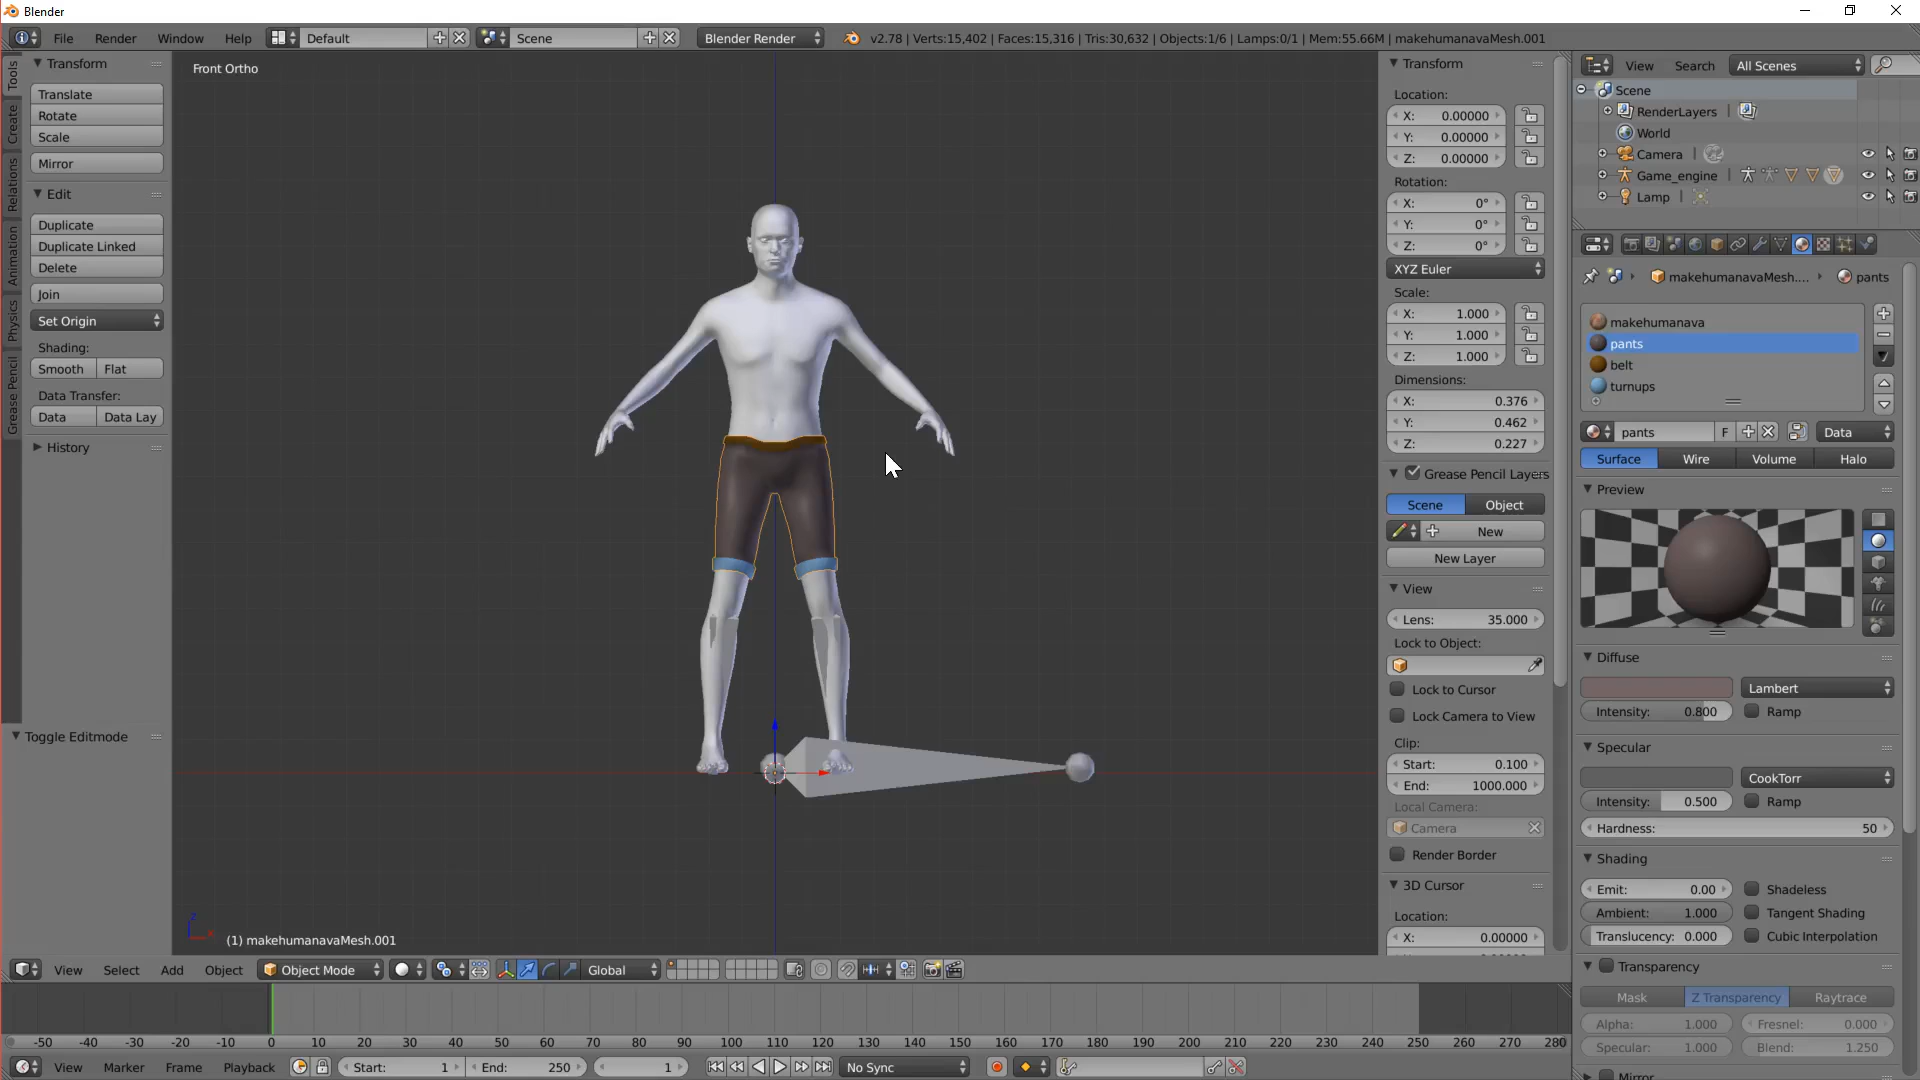 Blender
File Render Window Help Default Scene Blender Render v2.78 | Verts:15,402 | Faces:15,316 | Tris:30,632 | Objects:1/6 | Lamps:0/1 | Mem:55.66M | makehumanavaMesh.001
Tools
Create
Relations
Animation
Physics
Grease Pencil
Transform
Translate
Rotate
Scale
Mirror
Edit
Duplicate
Duplicate Linked
Delete
Join
Set Origin
Shading:
Smooth Flat
Data Transfer:
Data Data Lay
History
Toggle Editmode
Front Ortho
z
x
(1) makehumanavaMesh.001
Transform
Location:
X: 0.00000
Y: 0.00000
Z: 0.00000
Rotation:
X: 0°
Y: 0°
Z: 0°
XYZ Euler
Scale:
X: 1.000
Y: 1.000
Z: 1.000
Dimensions:
X: 0.376
Y: 0.462
Z: 0.227
Grease Pencil Layers
Scene Object
New
New Layer
View
Lens: 35.000
Lock to Object:
Lock to Cursor
Lock Camera to View
Clip:
Start: 0.100
End: 1000.000
Local Camera:
Camera
Render Border
3D Cursor
Location:
X: 0.00000
View Search All Scenes
Scene
RenderLayers |
World
Camera |
Game_engine |
Lamp |
makehumanavaMesh.... pants
makehumanava
pants
belt
turnups
pants F Data
Surface Wire Volume Halo
Preview
Diffuse
Lambert
Intensity: 0.800 Ramp
Specular
CookTorr
Intensity: 0.500 Ramp
Hardness: 50
Shading
Emit: 0.00 Shadeless
Ambient: 1.000 Tangent Shading
Translucency: 0.000 Cubic Interpolation
Transparency
Mask Z Transparency Raytrace
Alpha: 1.000 Fresnel: 0.000
Specular: 1.000 Blend: 1.250
Mirror
View Select Add Object Object Mode Global
-50 -40 -30 -20 -10 0 10 20 30 40 50 60 70 80 90 100 110 120 130 140 150 160 170 180 190 200 210 220 230 240 250 260 270 280
View Marker Frame Playback Start: 1 End: 250 1 No Sync